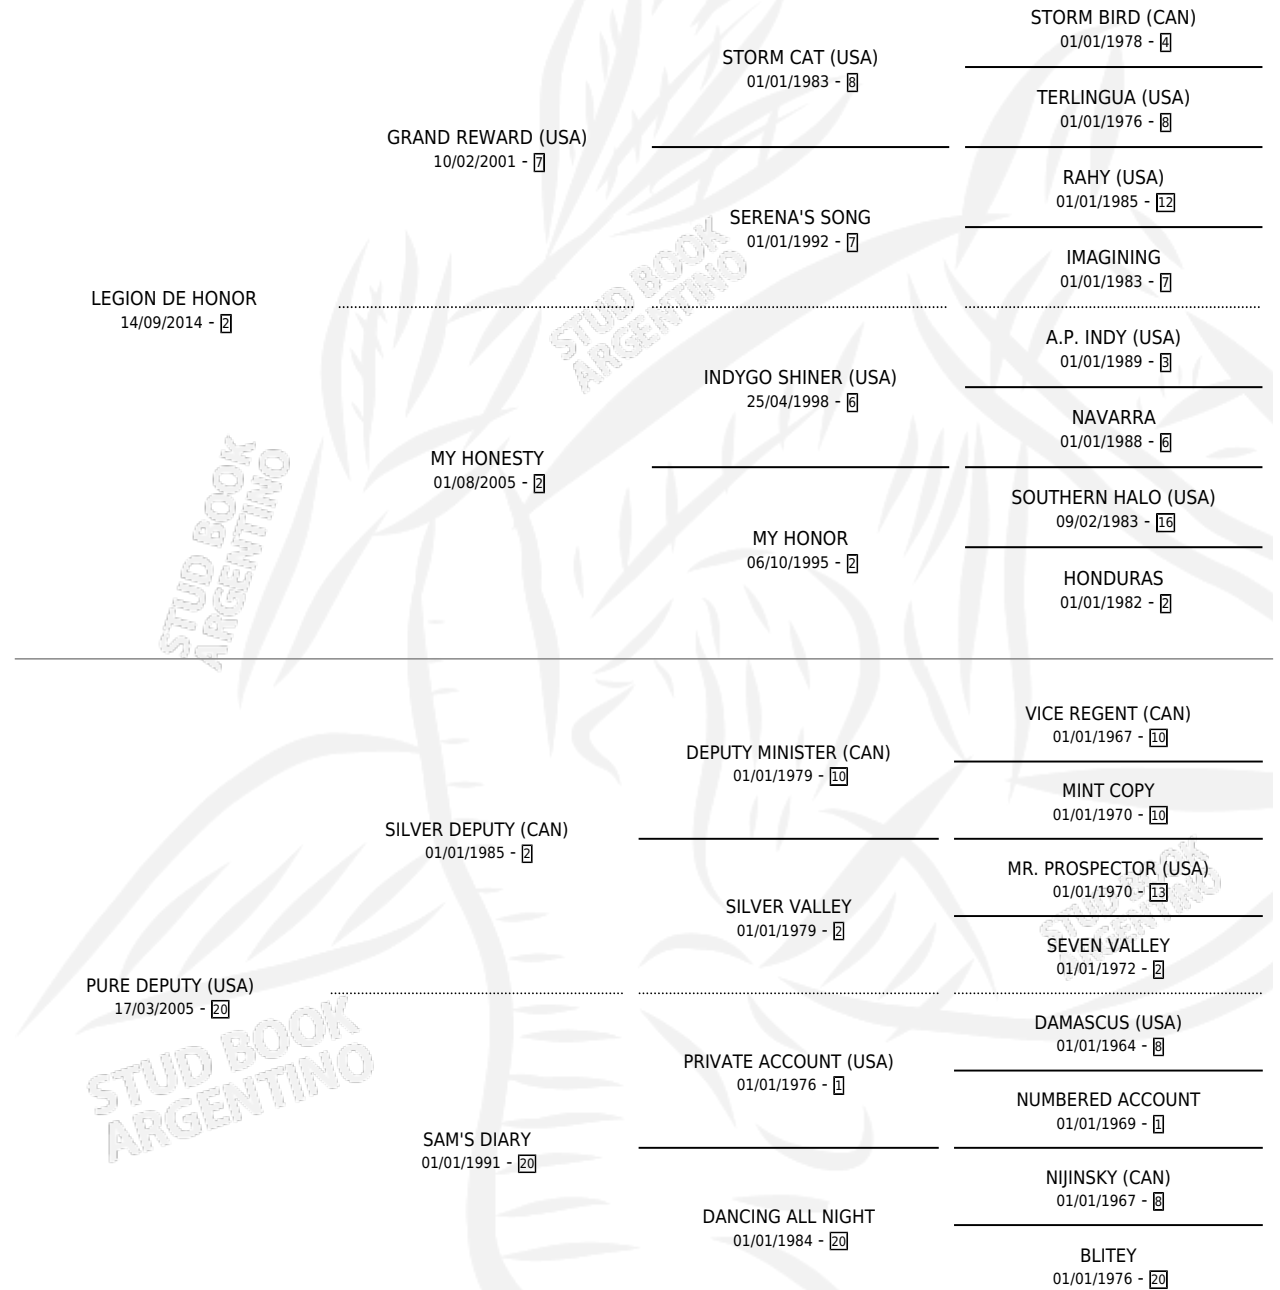 STORM BIRD (CAN)
01/01/1978 - 4
STORM CAT (USA)
01/01/1983 - 8
TERLINGUA (USA)
01/01/1976 - 8
GRAND REWARD (USA)
10/02/2001 - 7
RAHY (USA)
01/01/1985 - 12
SERENA'S SONG
01/01/1992 - 7
IMAGINING
01/01/1983 - 7
LEGION DE HONOR
14/09/2014 - 2
A.P. INDY (USA)
01/01/1989 - 3
INDYGO SHINER (USA)
25/04/1998 - 6
NAVARRA
01/01/1988 - 6
MY HONESTY
01/08/2005 - 2
SOUTHERN HALO (USA)
09/02/1983 - 16
MY HONOR
06/10/1995 - 2
HONDURAS
01/01/1982 - 2
VICE REGENT (CAN)
01/01/1967 - 10
DEPUTY MINISTER (CAN)
01/01/1979 - 10
MINT COPY
01/01/1970 - 10
SILVER DEPUTY (CAN)
01/01/1985 - 2
MR. PROSPECTOR (USA)
01/01/1970 - 13
SILVER VALLEY
01/01/1979 - 2
SEVEN VALLEY
01/01/1972 - 2
PURE DEPUTY (USA)
17/03/2005 - 20
DAMASCUS (USA)
01/01/1964 - 8
PRIVATE ACCOUNT (USA)
01/01/1976 - 1
NUMBERED ACCOUNT
01/01/1969 - 1
SAM'S DIARY
01/01/1991 - 20
NIJINSKY (CAN)
01/01/1967 - 8
DANCING ALL NIGHT
01/01/1984 - 20
BLITEY
01/01/1976 - 20
STUD BOOK
ARGENTINO
STUD BOOK
ARGENTINO
STUD BOOK
ARGENTINO
STUD BOOK
ARGENTINO